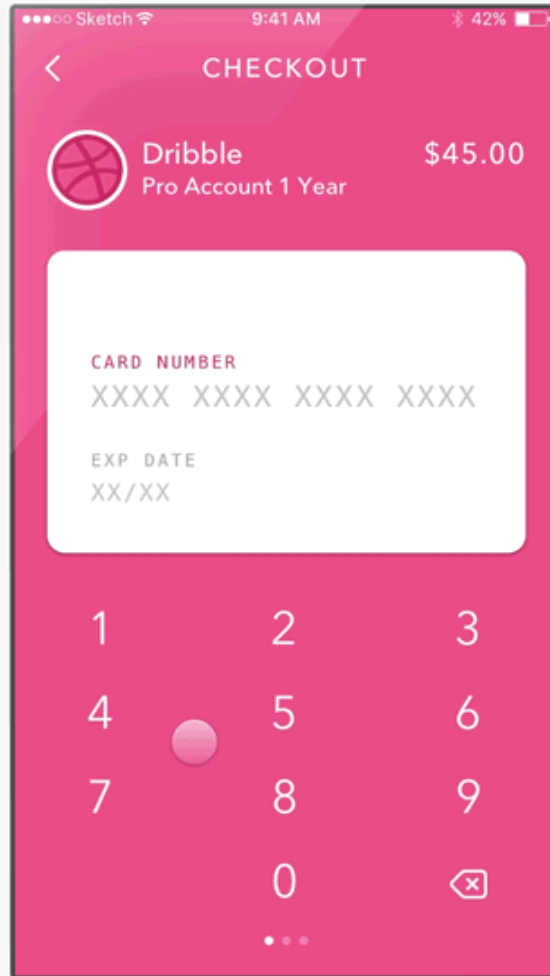 Sketch 9:41 AM 42%
CHECKOUT
Dribble $45.00
Pro Account 1 Year
CARD NUMBER
XXXX XXXX XXXX XXXX
EXP DATE
XX/XX
1 2 3
4 5 6
7 8 9
0